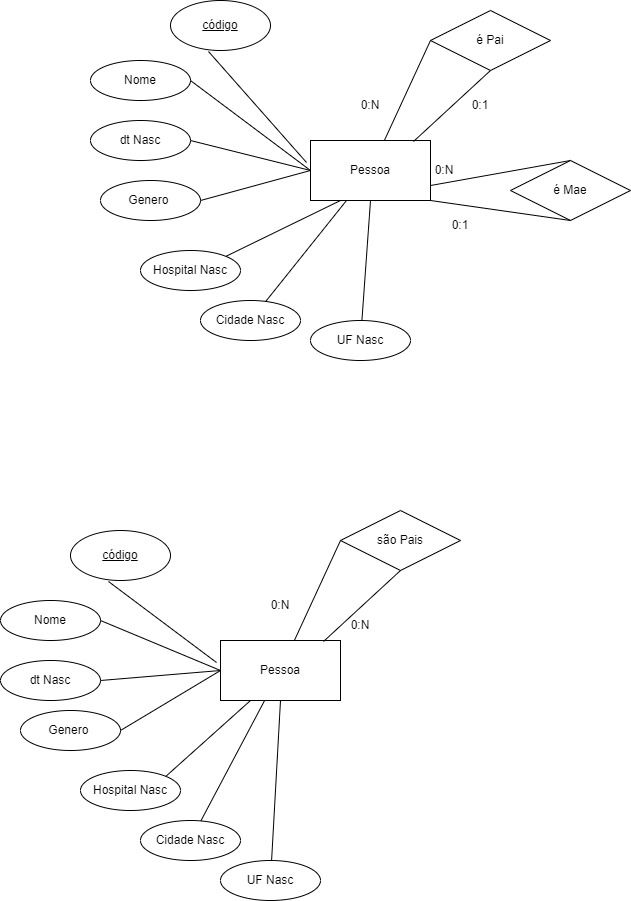 código
é Pai
Nome
0:N
0:1
dt Nasc
Pessoa
0:N
é Mae
Genero
0:1
Hospital Nasc
Cidade Nasc
UF Nasc
são Pais
código
0:N
Nome
0:N
Pessoa
dt Nasc
Genero
Hospital Nasc
Cidade Nasc
UF Nasc